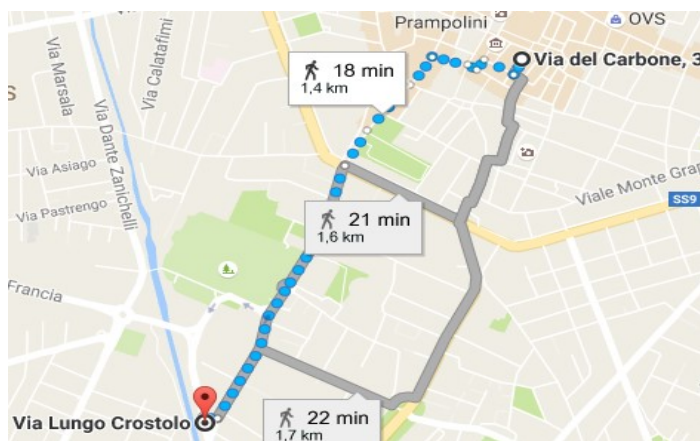 Prampolini
OVS
Via del Carbone, 3
18 min
1,4 km
Via Calatafimi
Via Marsala
Via Dante Zanichelli
Via Asiago
Via Pastrengo
Viale Monte Grap
SS9
21 min
1,6 km
Francia
Via Lungo Crostolo
22 min
1,7 km